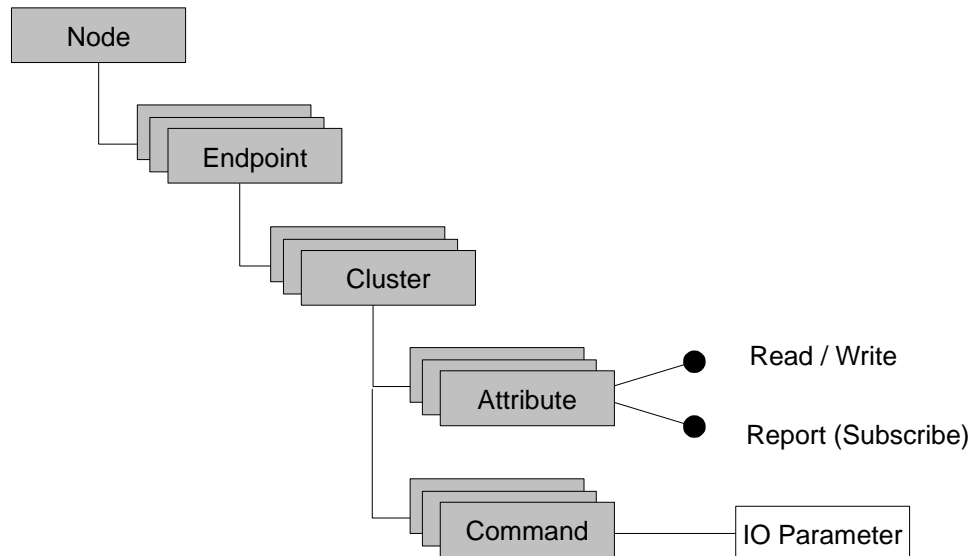 Node
Endpoint
Cluster
Attribute
Read / Write
Report (Subscribe)
Command
IO Parameter